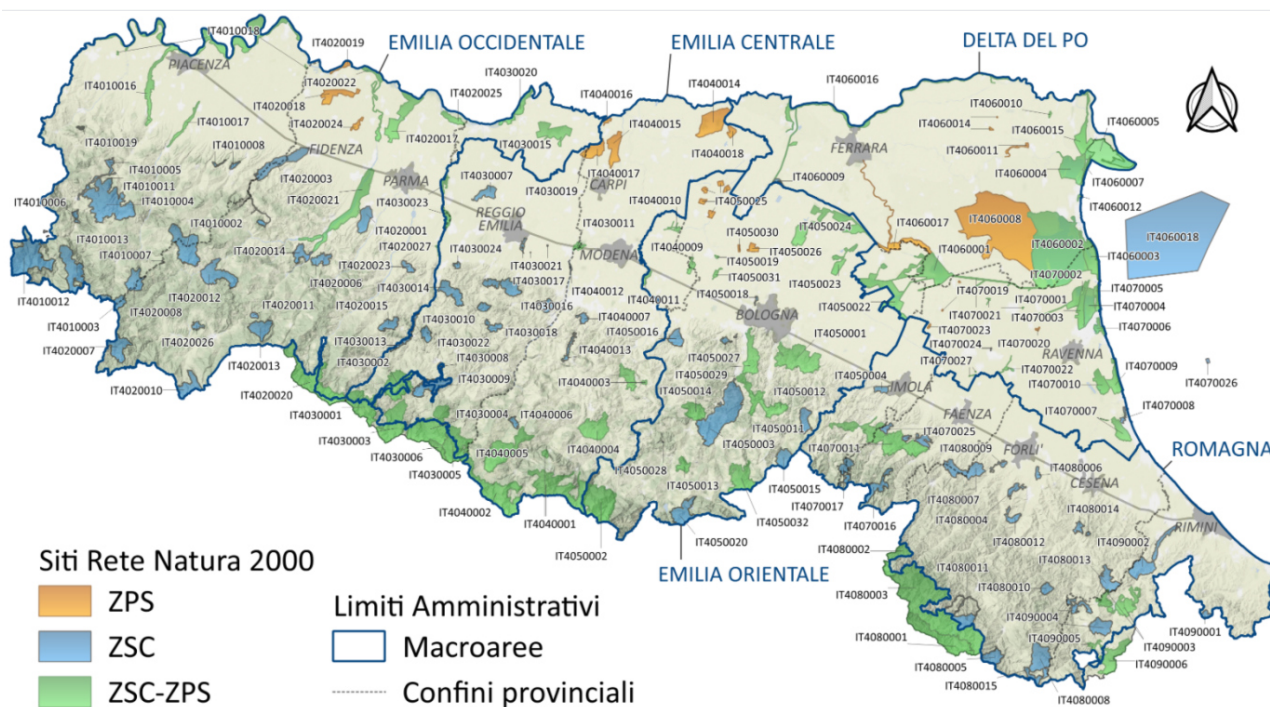 EMILIA OCCIDENTALE
EMILIA CENTRALE
DELTA DEL PO
IT4010018
IT4020019
PIACENZA
IT4010016
IT4020022
IT4020018
IT4020024
IT4020025
IT4030020
IT4040016
IT4040014
IT4060016
IT4060010
IT4060014
IT4060015
IT4060005
IT4010017
IT4010008
IT4010019
FIDENZA
IT4020017
IT4030015
IT4040015
IT4040018
FERRARA
IT4060011
IT4060004
IT4060007
IT4010005
IT4010011
IT4010006
IT4010004
IT4020003
IT4020021
PARMA
IT4030007
IT4030019
IT4040017
CARPI
IT4060009
IT4060012
IT4010002
IT4030023
REGGIO
EMILIA
IT4030011
IT4040010
IT4050025
IT4060017
IT4060008
IT4060018
IT4010013
IT4010007
IT4020014
IT4020001
IT4020027
IT4030024
IT4030021
MODENA
IT4040009
IT4050030
IT4050024
IT4050026
IT4060001
IT4060002
IT4060003
IT4010012
IT4020023
IT4020006
IT4030014
IT4030017
IT4050019
IT4050031
IT4050023
IT4070002
IT4070005
IT4010003
IT4020012
IT4020008
IT4020011
IT4020015
IT4030016
IT4040012
IT4040011
IT4040007
IT4050018
BOLOGNA
IT4050022
IT4070019
IT4070021
IT4070001
IT4070003
IT4070004
IT4070006
IT4020007
IT4020026
IT4030010
IT4030013
IT4030022
IT4030018
IT4050016
IT4050001
IT4070023
IT4070024
IT4070020
RAVENNA
IT4020010
IT4020013
IT4030002
IT4030008
IT4030009
IT4040013
IT4050027
IT4050029
IT4050004
IT4070027
IT4070022
IT4070010
IT4070009
IT4070026
IT4020020
IT4030001
IT4040003
IT4050014
IT4050012
IMOLA
FAENZA
IT4070007
IT4070008
IT4030003
IT4030004
IT4040006
IT4050011
IT4070025
IT4030006
IT4040005
IT4040004
IT4050003
IT4070011
IT4080009
FORLI'
ROMAGNA
IT4030005
IT4050028
IT4050013
IT4050015
IT4080006
CESENA
IT4040002
IT4040001
IT4070017
IT4080007
IT4080014
IT4050032
IT4070016
IT4080004
RIMINI
IT4050002
IT4050020
IT4080012
IT4090002
IT4080002
IT4080013
EMILIA ORIENTALE
IT4080011
IT4080003
IT4080010
IT4090004
IT4080001
IT4090005
IT4090001
IT4080005
IT4090003
IT4090006
IT4080015
IT4080008
Siti Rete Natura 2000
ZPS
ZSC
ZSC-ZPS
Limiti Amministrativi
Macroaree
Confini provinciali